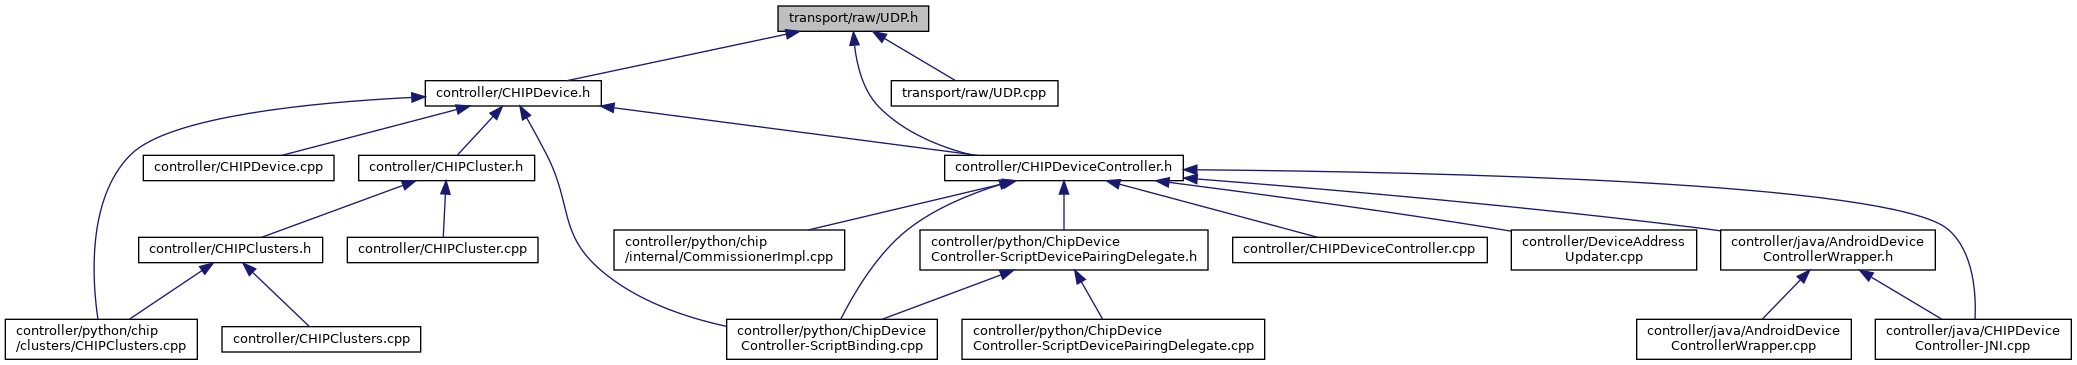 transport/raw/UDP.h
controller/CHIPDevice.h
transport/raw/UDP.cpp
controller/CHIPDevice.cpp
controller/CHIPCluster.h
controller/CHIPDeviceController.h
controller/CHIPClusters.h
controller/CHIPCluster.cpp
controller/python/chip
/internal/CommissionerImpl.cpp
controller/python/ChipDevice
Controller-ScriptDevicePairingDelegate.h
controller/CHIPDeviceController.cpp
controller/DeviceAddress
Updater.cpp
controller/java/AndroidDevice
ControllerWrapper.h
controller/python/chip
/clusters/CHIPClusters.cpp
controller/CHIPClusters.cpp
controller/python/ChipDevice
Controller-ScriptBinding.cpp
controller/python/ChipDevice
Controller-ScriptDevicePairingDelegate.cpp
controller/java/AndroidDevice
ControllerWrapper.cpp
controller/java/CHIPDevice
Controller-JNI.cpp